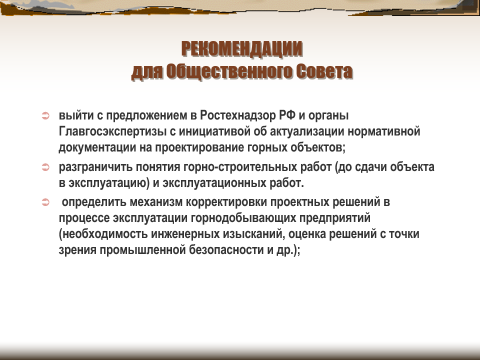 РЕКОМЕНДАЦИИ
для Общественного Совета
выйти с предложением в Ростехнадзор РФ и органы
Главгосэкспертизы с инициативой об актуализации нормативной
документации на проектирование горных объектов;
разграничить понятия горно-строительных работ (до сдачи объекта
в эксплуатацию) и эксплуатационных работ.
определить механизм корректировки проектных решений в
процессе эксплуатации горнодобывающих предприятий
(необходимость инженерных изысканий, оценка решений с точки
зрения промышленной безопасности и др.);